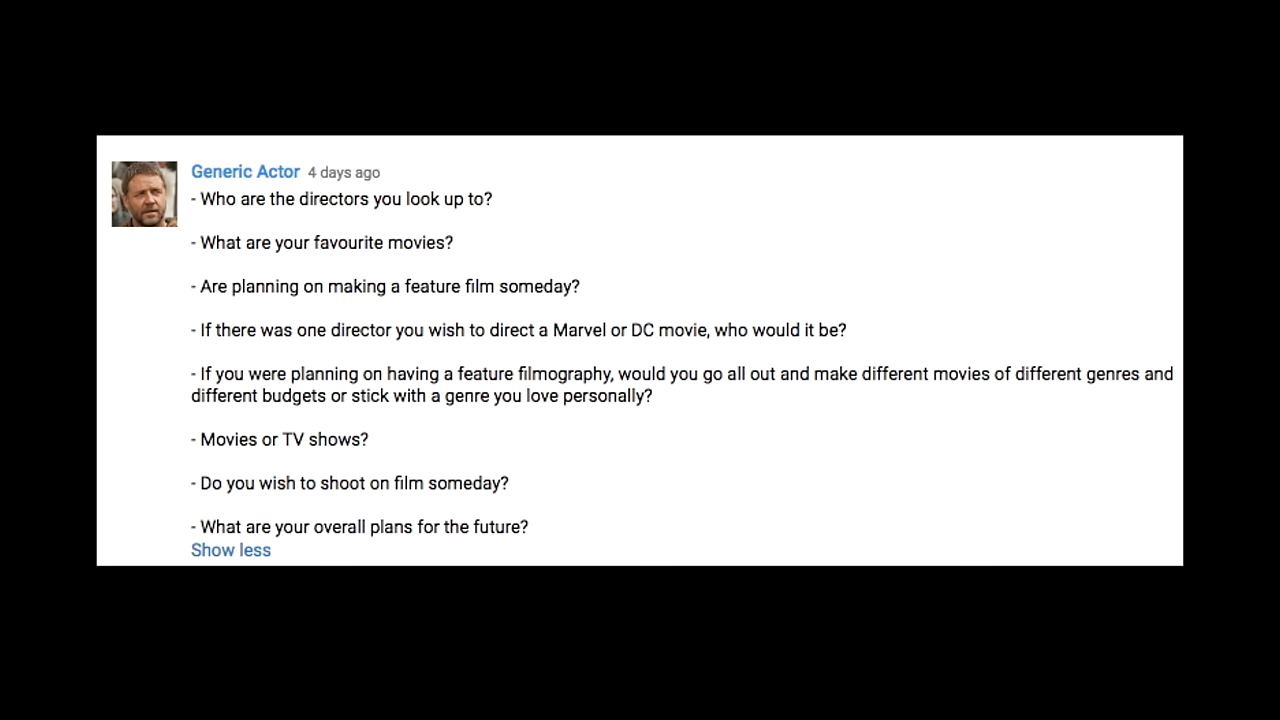 Generic Actor 4 days ago
- Who are the directors you look up to?
- What are your favourite movies?
- Are planning on making a feature film someday?
- If there was one director you wish to direct a Marvel or DC movie, who would it be?
- If you were planning on having a feature filmography, would you go all out and make different movies of different genres and
different budgets or stick with a genre you love personally?
- Movies or TV shows?
- Do you wish to shoot on film someday?
- What are your overall plans for the future?
Show less